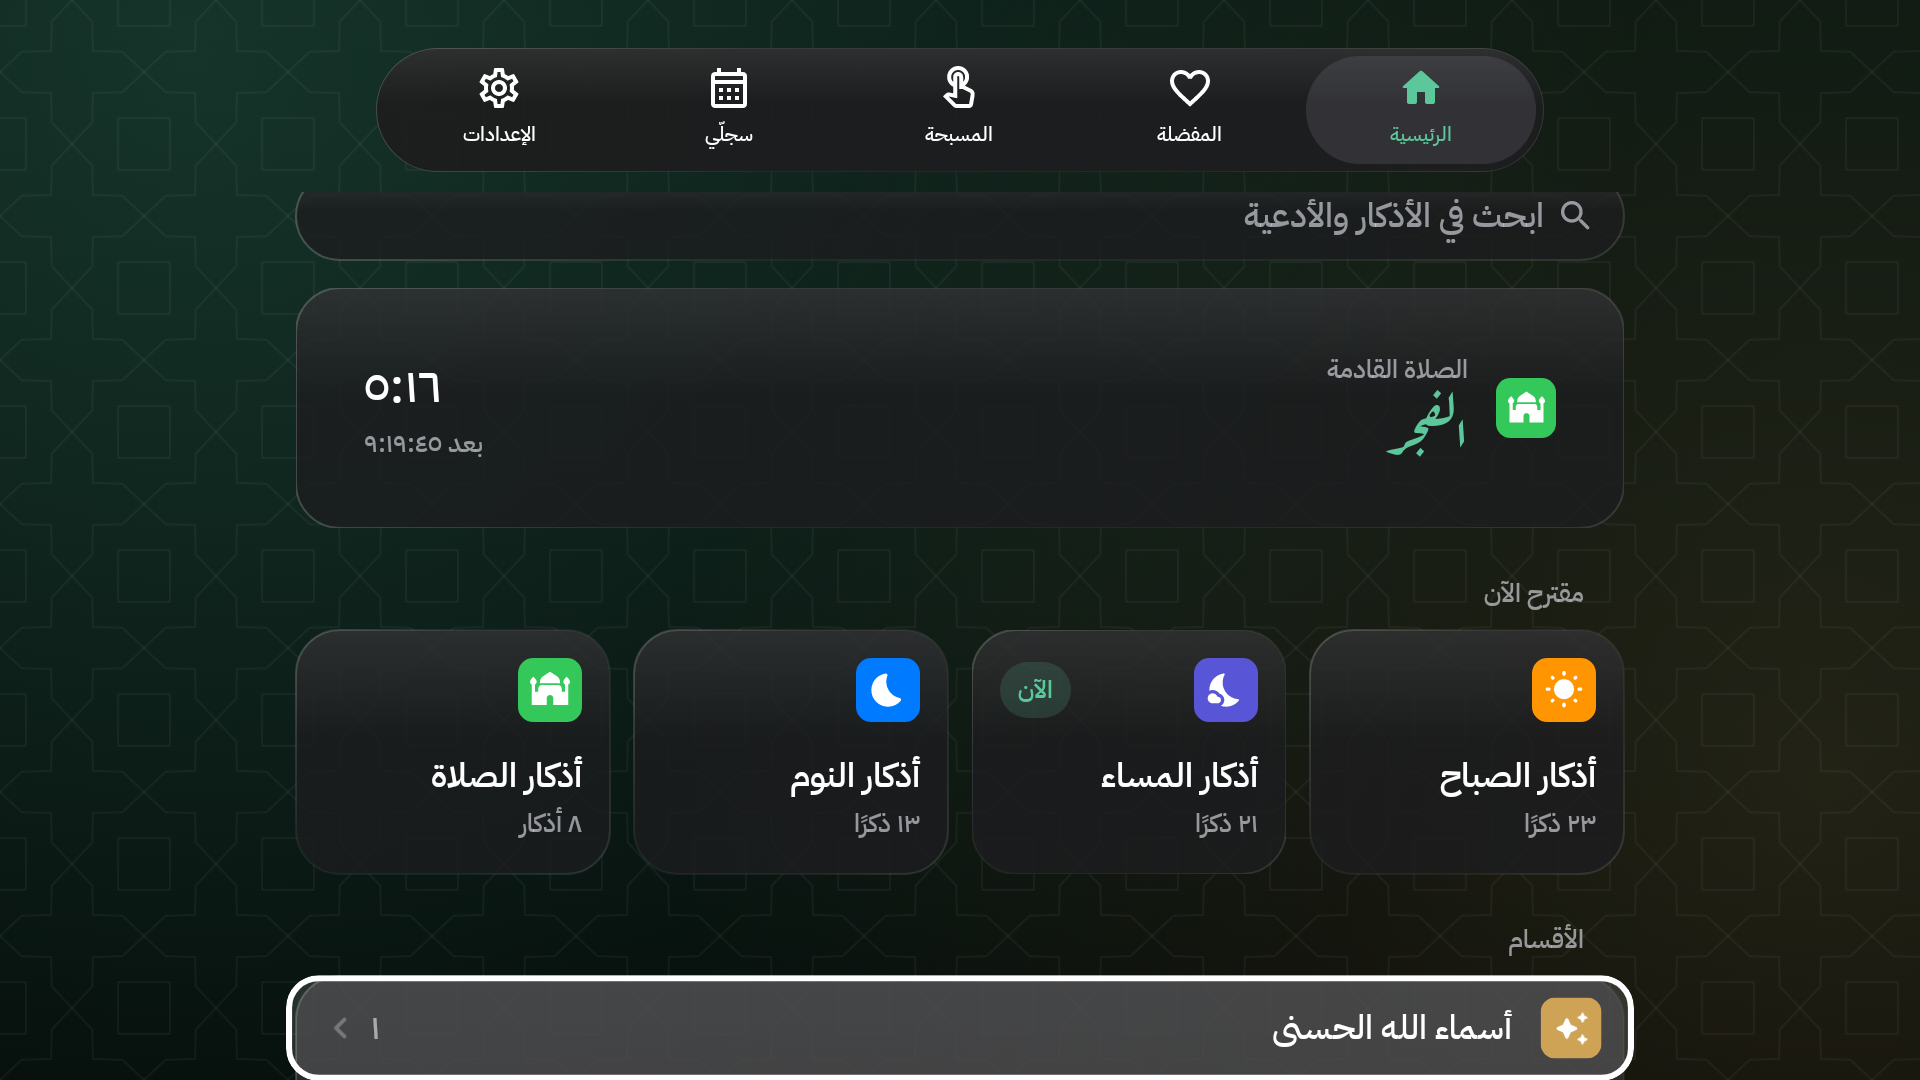 الرئيسية
المفضلة
المسبحة
سجلّي
الإعدادات
ابحث في الأذكار والأدعية
الصلاة القادمة
الفجر
٥:١٦
بعد ٩:١٩:٤٥
مقترح الآن
أذكار الصباح
٢٣ ذكرًا
الآن
أذكار المساء
٢١ ذكرًا
أذكار النوم
١٣ ذكرًا
أذكار الصلاة
٨ أذكار
الأقسام
أسماء الله الحسنى
١